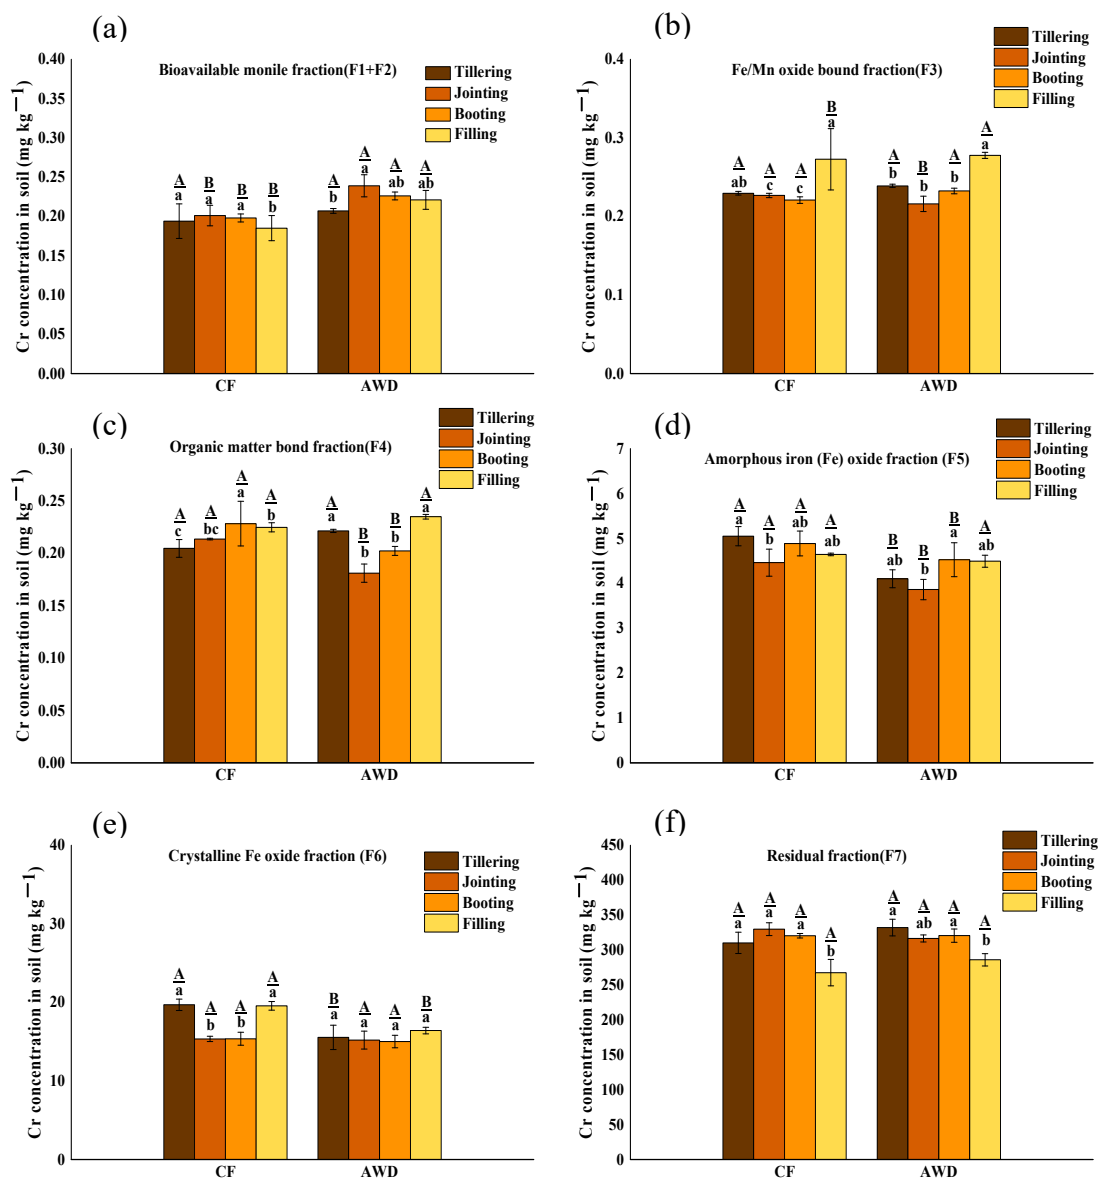 (a)
Bioavailable monile fraction(F1+F2)
Tillering
Jointing
Booting
Filling
Cr concentration in soil (mg kg⁻¹)
0.40
0.35
0.30
0.25
0.20
0.15
0.10
0.05
0.00
A B B B A A A A
a a a b b a ab ab
CF AWD
(b)
Fe/Mn oxide bound fraction(F3)
Tillering
Jointing
Booting
Filling
Cr concentration in soil (mg kg⁻¹)
0.4
0.3
0.2
0.1
0.0
A A A B A B A A
ab c c a b b b a
CF AWD
(c)
Organic matter bond fraction(F4)
Tillering
Jointing
Booting
Filling
Cr concentration in soil (mg kg⁻¹)
0.30
0.25
0.20
0.15
0.10
0.05
0.00
A A A A A B B A
c bc a b a b b a
CF AWD
(d)
Amorphous iron (Fe) oxide fraction (F5)
Tillering
Jointing
Booting
Filling
Cr concentration in soil (mg kg⁻¹)
7
6
5
4
3
2
1
0
A A A A B B B A
a b ab ab ab b a ab
CF AWD
(e)
Crystalline Fe oxide fraction (F6)
Tillering
Jointing
Booting
Filling
Cr concentration in soil (mg kg⁻¹)
40
30
20
10
0
A A A A B A A B
a b b a a a a a
CF AWD
(f)
Residual fraction(F7)
Tillering
Jointing
Booting
Filling
Cr concentration in soil (mg kg⁻¹)
450
400
350
300
250
200
150
100
50
0
A A A A A A A A
a a a b a ab a b
CF AWD